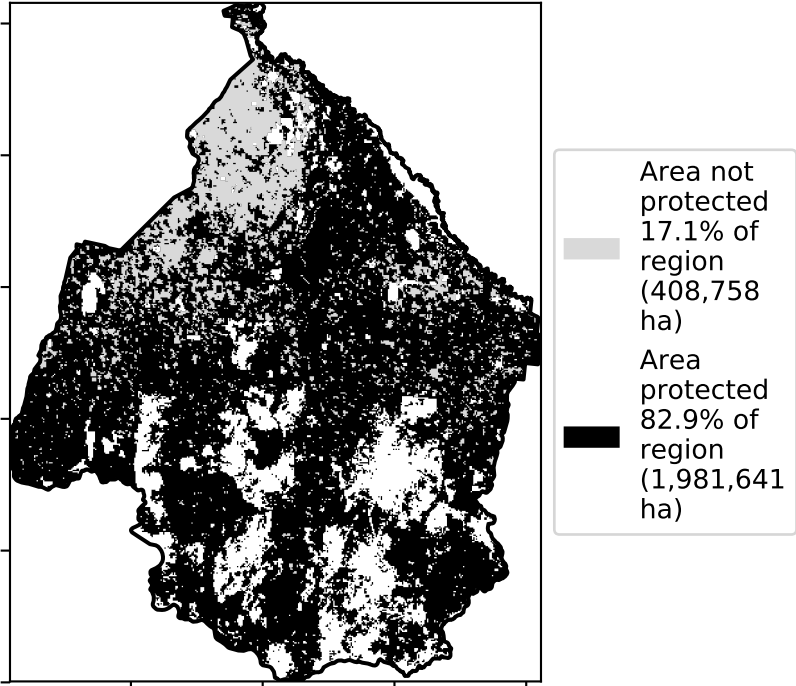 Area not
protected
17.1% of
region
(408,758
ha)
Area
protected
82.9% of
region
(1,981,641
ha)